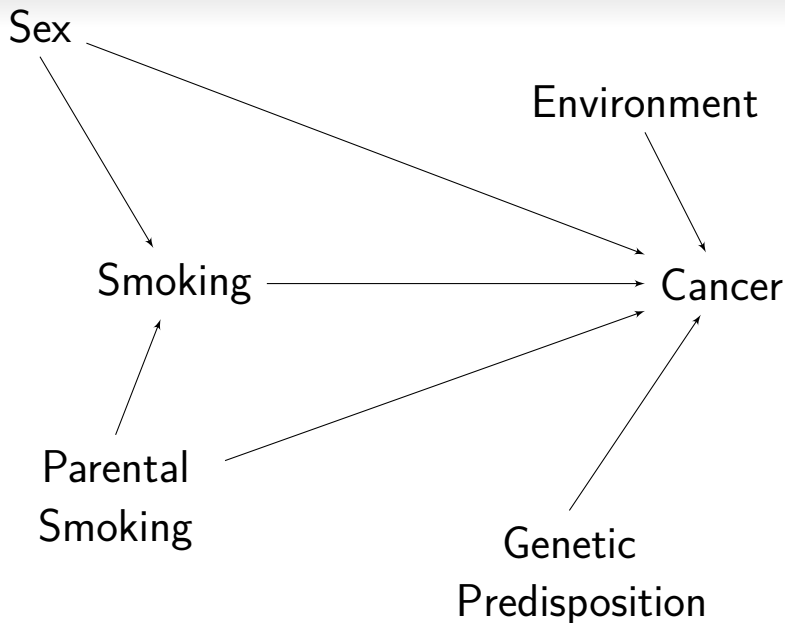 Sex
Environment
Smoking
Cancer
Parental
Smoking
Genetic
Predisposition